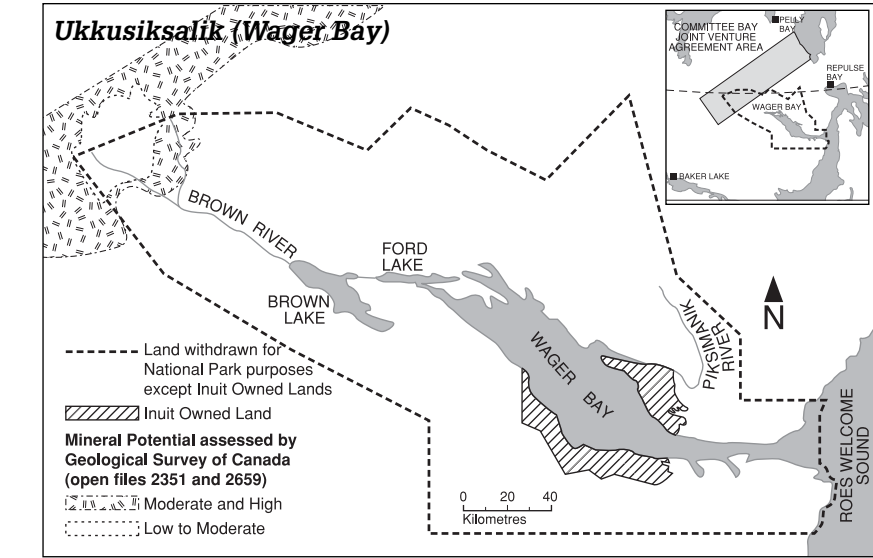 Ukkusiksalik (Wager Bay)
COMMITTEE BAY
JOINT VENTURE
AGREEMENT AREA
PELLY
BAY
REPULSE
BAY
WAGER BAY
BAKER LAKE
BROWN RIVER
FORD
LAKE
BROWN
LAKE
WAGER BAY
PIKSIMANIK
RIVER
N
ROES WELCOME
SOUND
Land withdrawn for
National Park purposes
except Inuit Owned Lands
Inuit Owned Land
Mineral Potential assessed by
Geological Survey of Canada
(open files 2351 and 2659)
Moderate and High
Low to Moderate
0 20 40
Kilometres